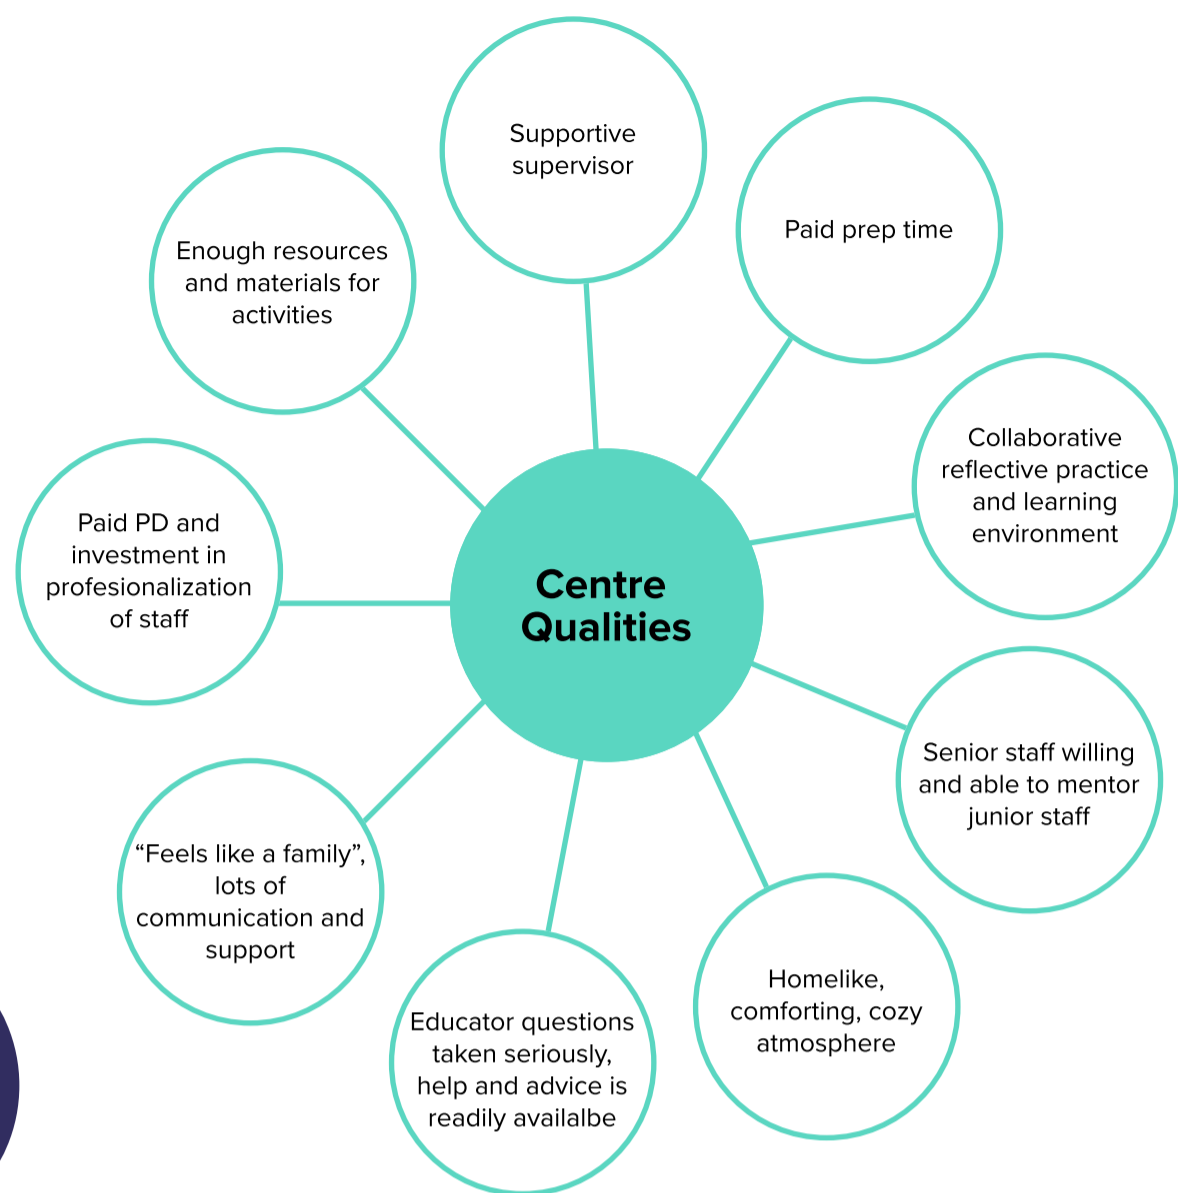 Supportive
supervisor
Paid prep time
Enough resources
and materials for
activities
Collaborative
reflective practice
and learning
environment
Paid PD and
investment in
profesionalization
of staff
Centre
Qualities
Senior staff willing
and able to mentor
junior staff
“Feels like a family”,
lots of
communication and
support
Homelike,
comforting, cozy
atmosphere
Educator questions
taken seriously,
help and advice is
readily availalbe